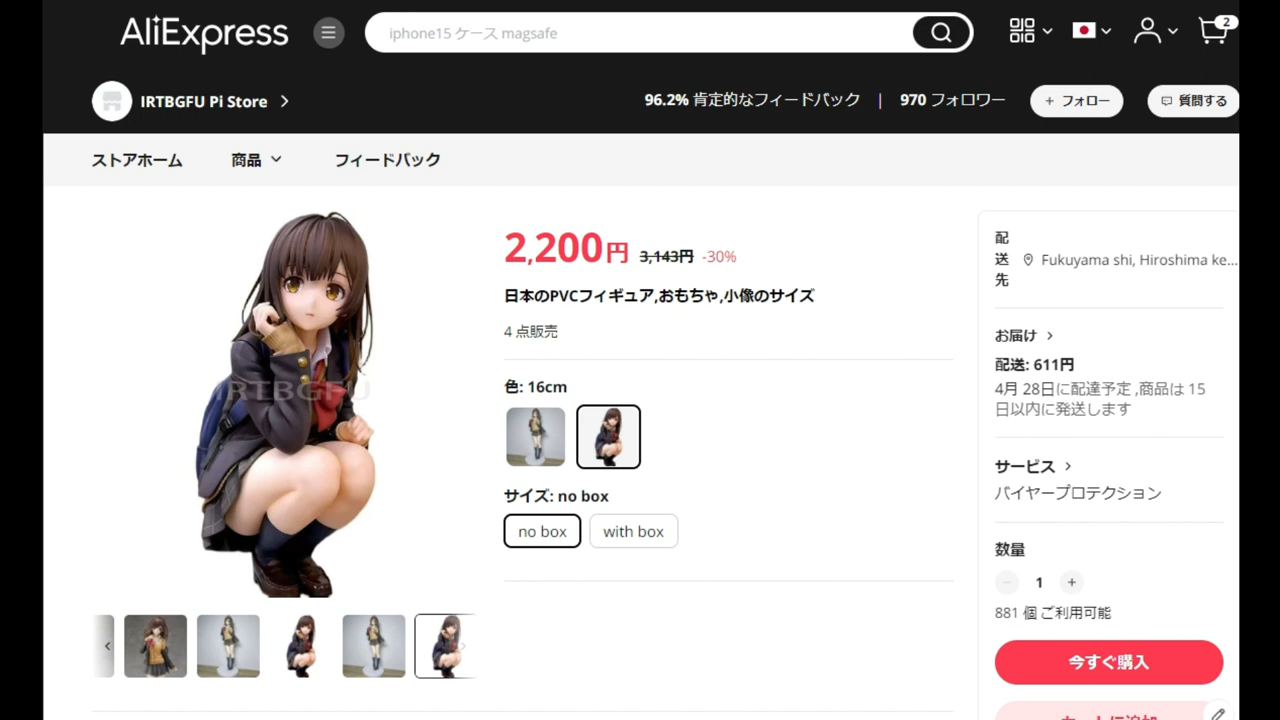 AliExpress
iphone15 ケース magsafe
2
IRTBGFU Pi Store
96.2% 肯定的なフィードバック | 970 フォロワー
+ フォロー
質問する
ストアホーム
商品
フィードバック
IRTBGFU
2,200円 3,143円 -30%
日本のPVCフィギュア,おもちゃ,小像のサイズ
4 点販売
色: 16cm
サイズ: no box
no box
with box
配送先
Fukuyama shi, Hiroshima ke...
お届け
配送: 611円
4月 28日に配達予定 ,商品は 15
日以内に発送します
サービス
バイヤープロテクション
数量
− 1 +
881 個 ご利用可能
今すぐ購入
カートに追加